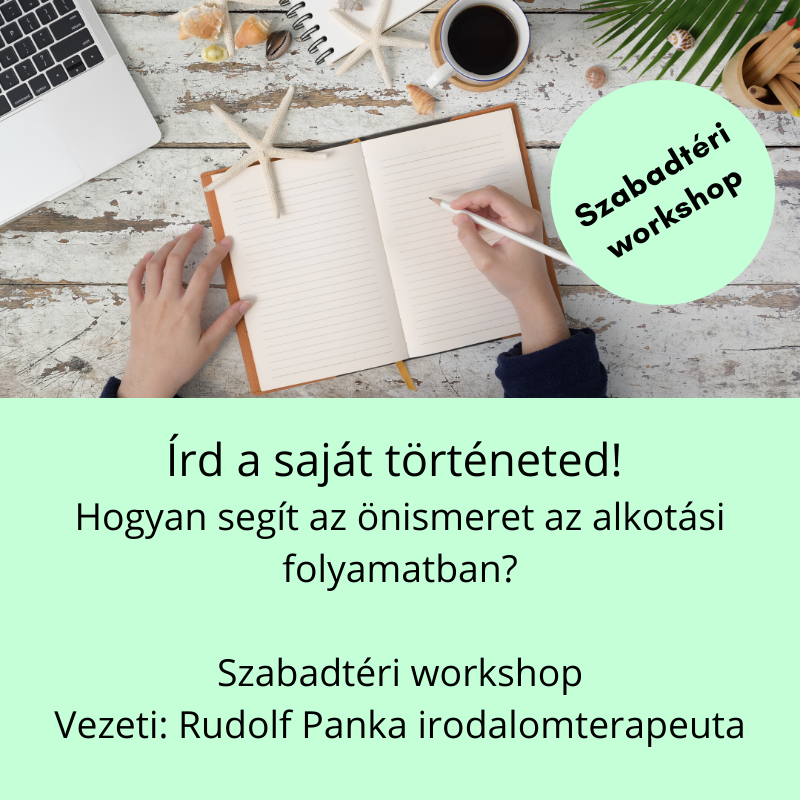 Szabadtéri
workshop
Írd a saját történeted!
Hogyan segít az önismeret az alkotási
folyamatban?
Szabadtéri workshop
Vezeti: Rudolf Panka irodalomterapeuta